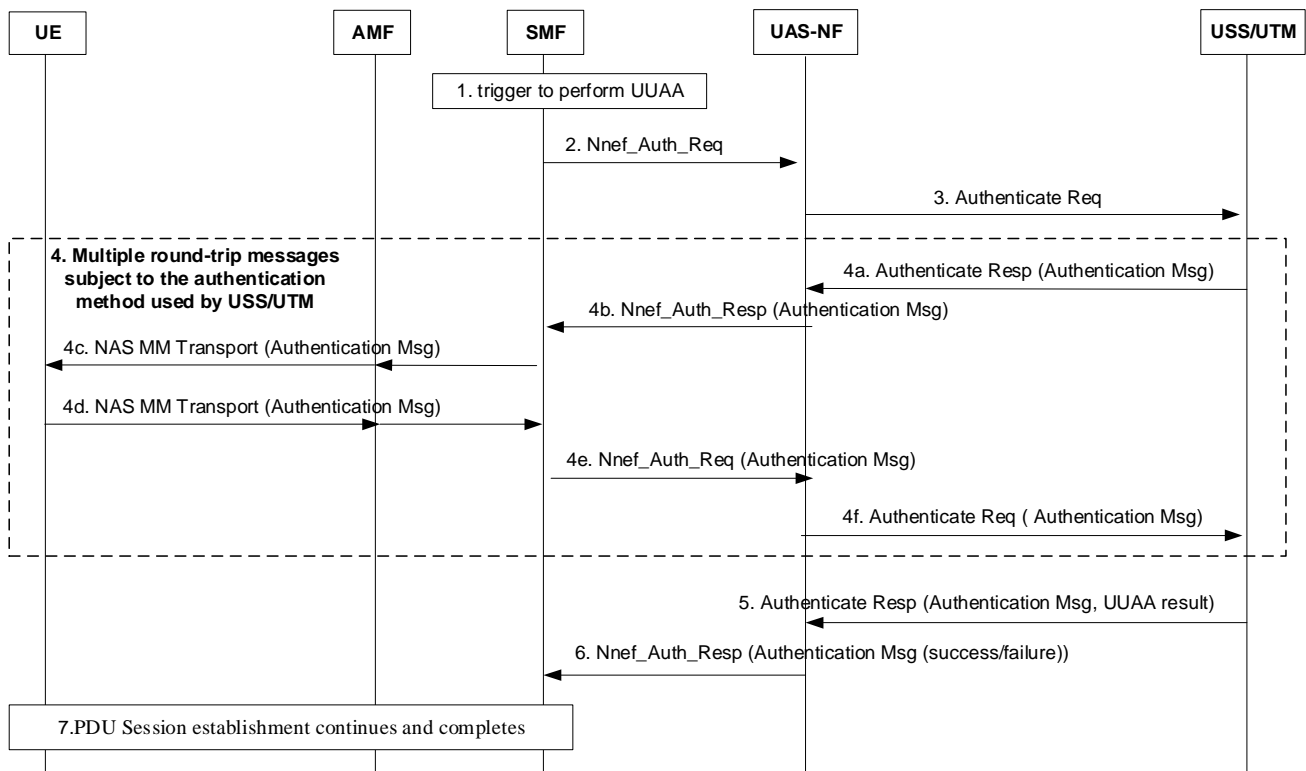 UE
AMF
SMF
UAS-NF
USS/UTM
1. trigger to perform UUAA
2. Nnef_Auth_Req
3. Authenticate Req
4. Multiple round-trip messages
subject to the authentication
method used by USS/UTM
4a. Authenticate Resp (Authentication Msg)
4b. Nnef_Auth_Resp (Authentication Msg)
4c. NAS MM Transport (Authentication Msg)
4d. NAS MM Transport (Authentication Msg)
4e. Nnef_Auth_Req (Authentication Msg)
4f. Authenticate Req ( Authentication Msg)
5. Authenticate Resp (Authentication Msg, UUAA result)
6. Nnef_Auth_Resp (Authentication Msg (success/failure))
7.PDU Session establishment continues and completes